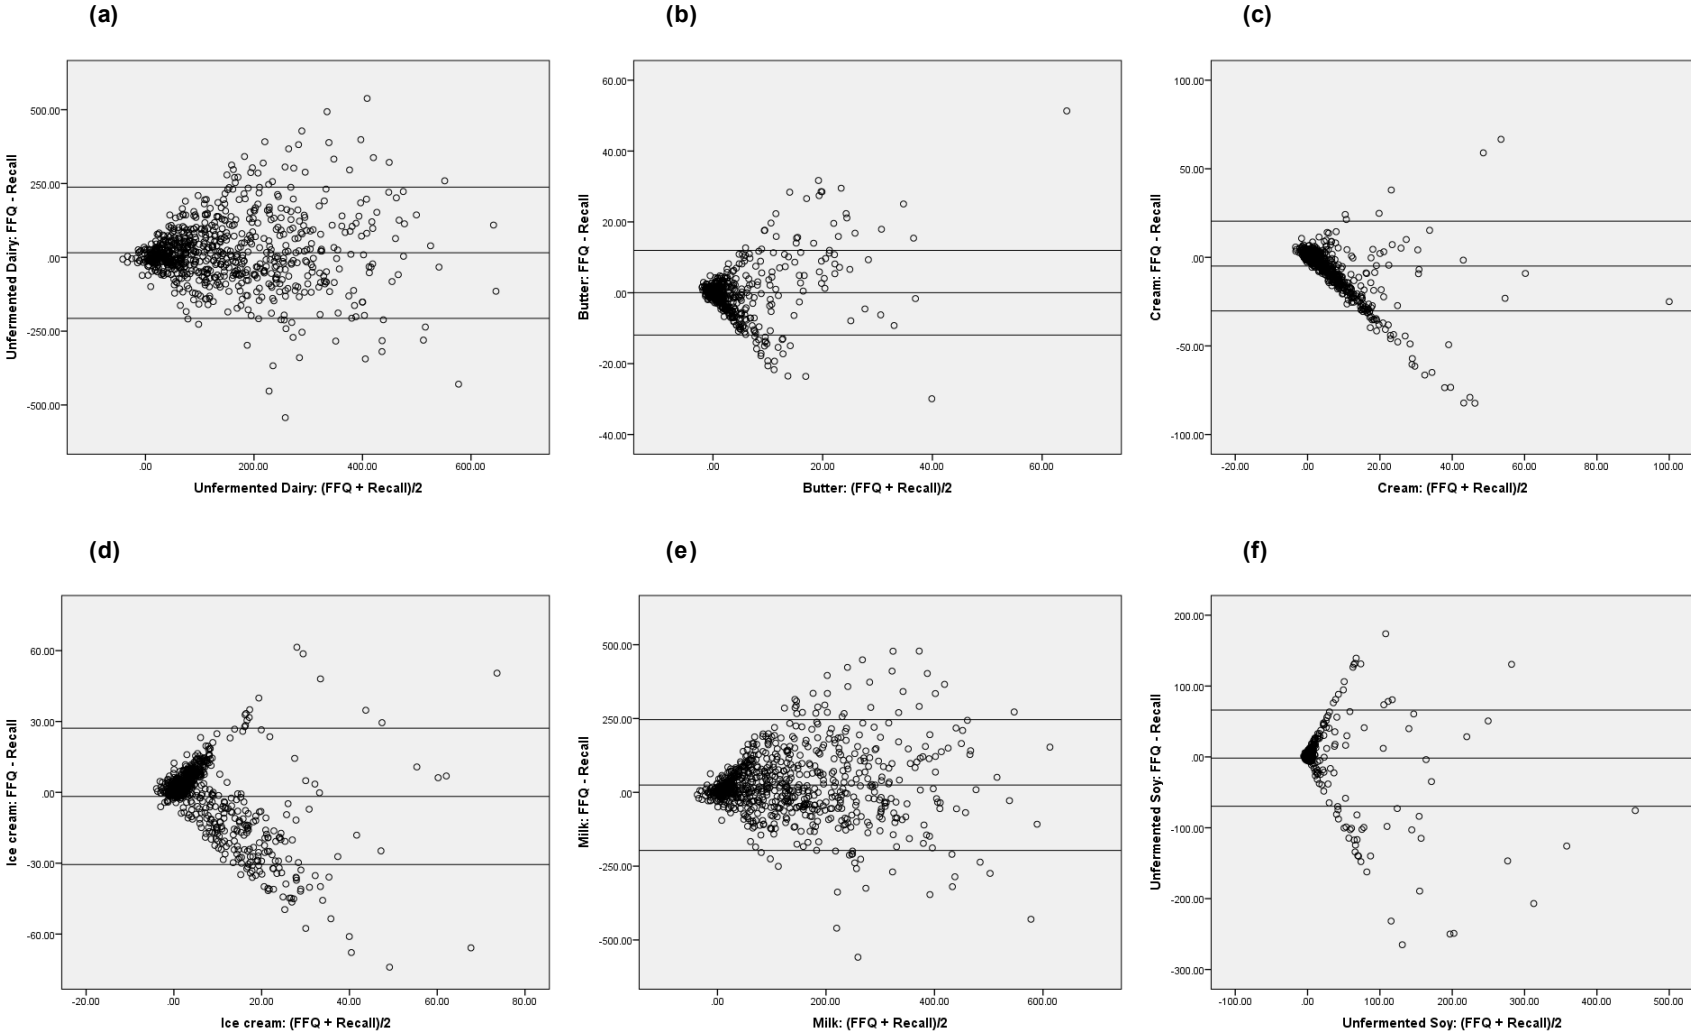 (a)
(b)
(c)
Unfermented Dairy: FFQ - Recall
500.00
250.00
.00
-250.00
-500.00
.00 200.00 400.00 600.00
Unfermented Dairy: (FFQ + Recall)/2
Butter: FFQ - Recall
60.00
40.00
20.00
.00
-20.00
-40.00
.00 20.00 40.00 60.00
Butter: (FFQ + Recall)/2
Cream: FFQ - Recall
100.00
50.00
.00
-50.00
-100.00
-20.00 .00 20.00 40.00 60.00 80.00 100.00
Cream: (FFQ + Recall)/2
(d)
(e)
(f)
Ice cream: FFQ - Recall
60.00
30.00
.00
-30.00
-60.00
-20.00 .00 20.00 40.00 60.00 80.00
Ice cream: (FFQ + Recall)/2
Milk: FFQ - Recall
500.00
250.00
.00
-250.00
-500.00
.00 200.00 400.00 600.00
Milk: (FFQ + Recall)/2
Unfermented Soy: FFQ - Recall
200.00
100.00
.00
-100.00
-200.00
-300.00
-100.00 .00 100.00 200.00 300.00 400.00 500.00
Unfermented Soy: (FFQ + Recall)/2